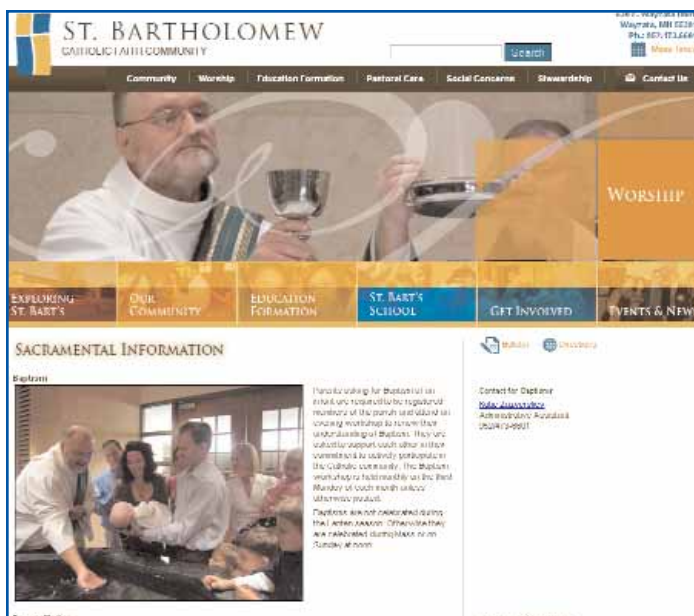 ST. BARTHOLOMEW
CATHOLIC FAITH COMMUNITY
Wayzata, MN
Search
Community Worship Education Formation Pastoral Care Social Concerns Stewardship Contact Us
WORSHIP
EXPLORING ST. BART'S
OUR COMMUNITY
EDUCATION FORMATION
ST. BART'S SCHOOL
GET INVOLVED
EVENTS & NEW
SACRAMENTAL INFORMATION
Bulletin Directions
Baptism
Parents asking for Baptism of an
infant are required to be registered
members of the parish and attend an
evening workshop to renew their
understanding of Baptism. They are
asked to support each other in their
commitment to actively participate in
the Catholic community. The Baptism
workshop is held monthly on the third
Monday of each month unless
otherwise posted.
Baptisms are not celebrated during
the Lenten season. Otherwise they
are celebrated during Mass or on
Sunday at noon.
Contact for Baptism:
Administrative Assistant